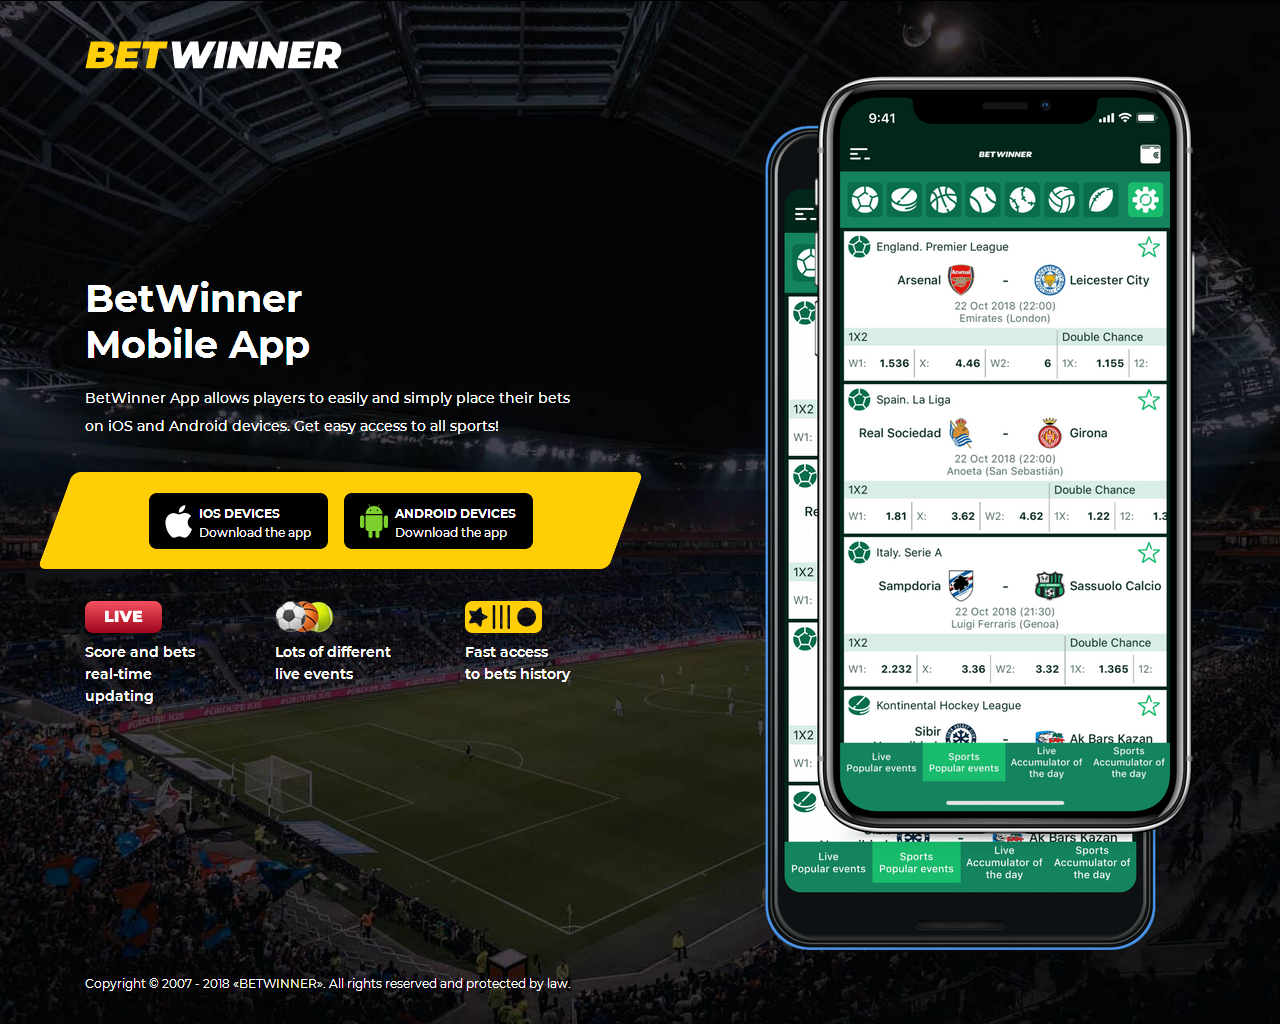 BETWINNER
BetWinner
Mobile App
BetWinner App allows players to easily and simply place their bets
on iOS and Android devices. Get easy access to all sports!
IOS DEVICES
Download the app
ANDROID DEVICES
Download the app
LIVE
Score and bets
real-time
updating
Lots of different
live events
Fast access
to bets history
#GROUPE IGS #GROUPE IGS
Copyright © 2007 - 2018 «BETWINNER». All rights reserved and protected by law.
9:41
BETWINNER
England. Premier League
Arsenal - Leicester City
22 Oct 2018 (22:00)
Emirates (London)
1X2 Double Chance
W1: 1.536 X: 4.46 W2: 6 1X: 1.155 12:
Spain. La Liga
Real Sociedad - Girona
22 Oct 2018 (22:00)
Anoeta (San Sebastián)
1X2 Double Chance
W1: 1.81 X: 3.62 W2: 4.62 1X: 1.22 12: 1.3
Italy. Serie A
Sampdoria - Sassuolo Calcio
22 Oct 2018 (21:30)
Luigi Ferraris (Genoa)
1X2 Double Chance
W1: 2.232 X: 3.36 W2: 3.32 1X: 1.365 12:
Kontinental Hockey League
Sibir
- Ak Bars Kazan
Live
Popular events
Sports
Popular events
Live
Accumulator of
the day
Sports
Accumulator of
the day
1X2
W1:
Re
1X2
W1:
1X2
W1:
- Ak Bars Kazan
Live
Popular events
Sports
Popular events
Live
Accumulator of
the day
Sports
Accumulator of
the day